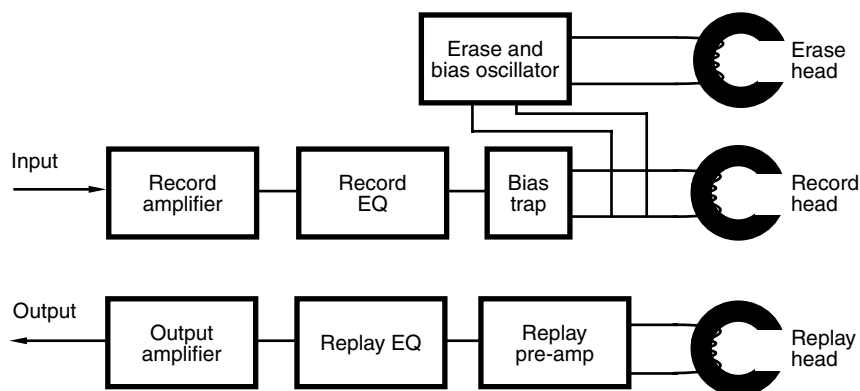 Erase and
bias oscillator
Erase
head
Input
Record
amplifier
Record
EQ
Bias
trap
Record
head
Output
Output
amplifier
Replay EQ
Replay
pre-amp
Replay
head